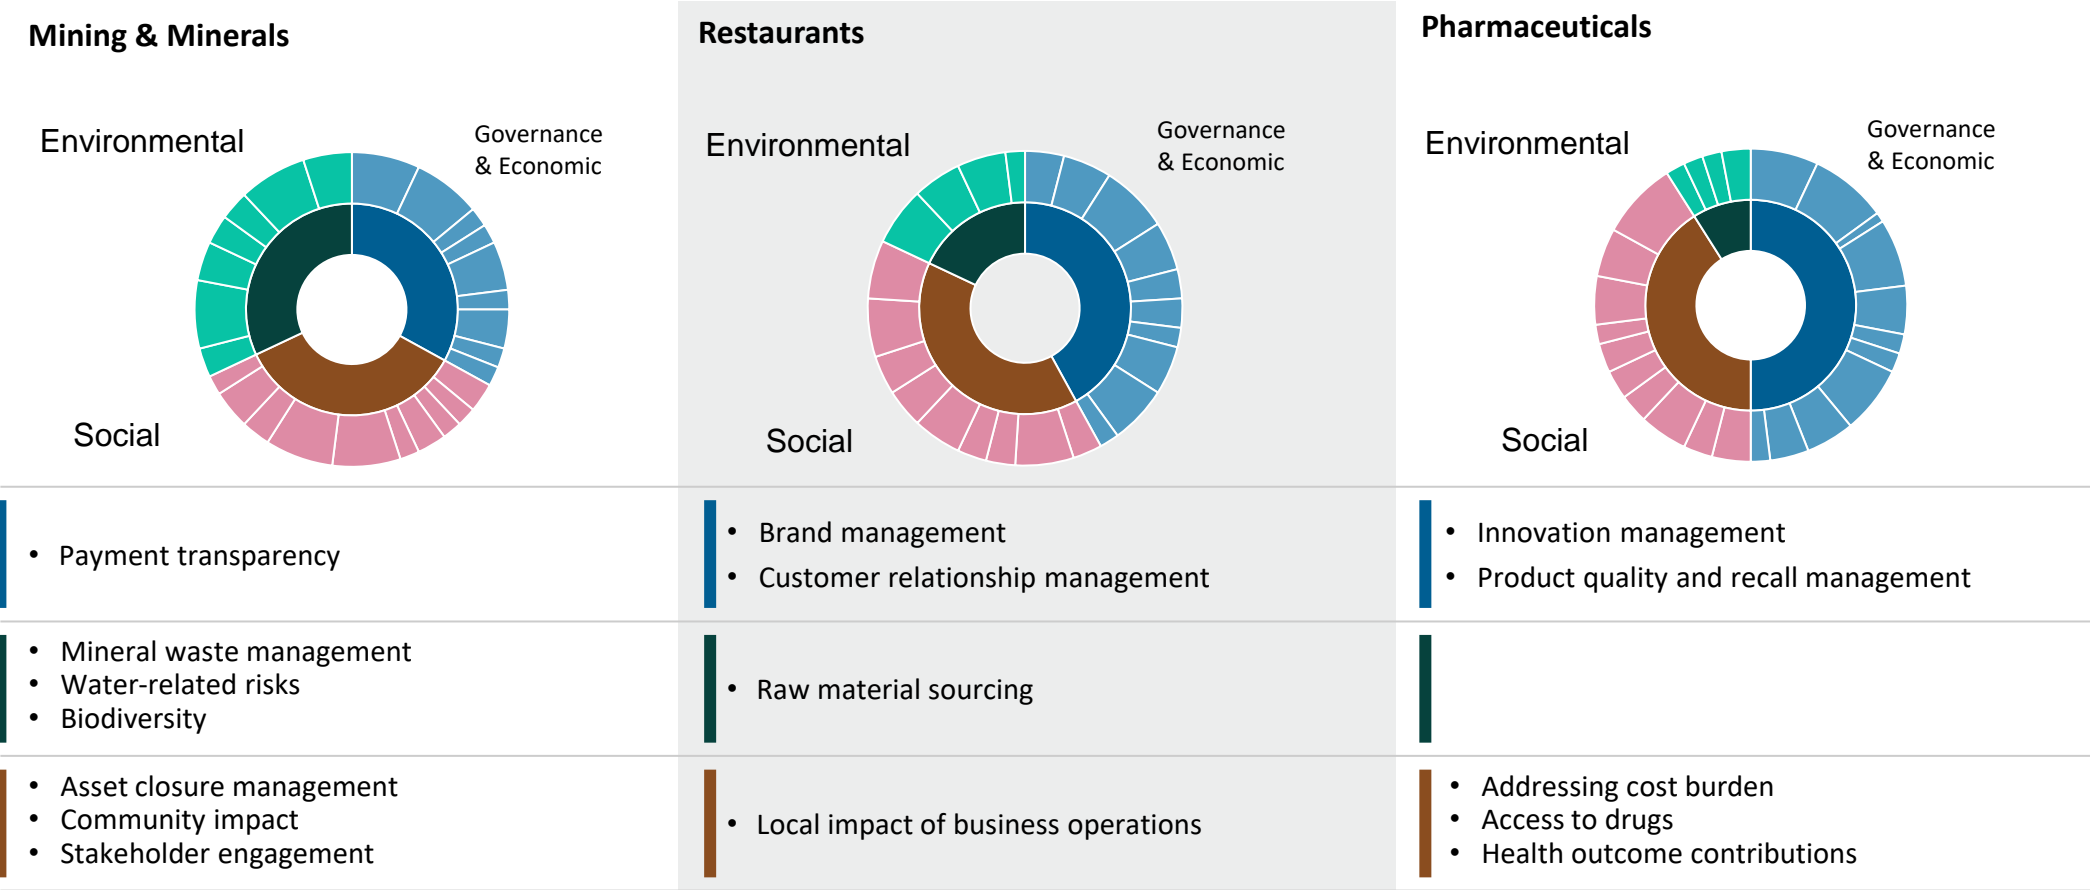 Mining & Minerals
Environmental
Governance
& Economic
Social
Restaurants
Environmental
Governance
& Economic
Social
Pharmaceuticals
Environmental
Governance
& Economic
Social
• Payment transparency
• Brand management
• Customer relationship management
• Innovation management
• Product quality and recall management
• Mineral waste management
• Water-related risks
• Biodiversity
• Raw material sourcing
• Asset closure management
• Community impact
• Stakeholder engagement
• Local impact of business operations
• Addressing cost burden
• Access to drugs
• Health outcome contributions